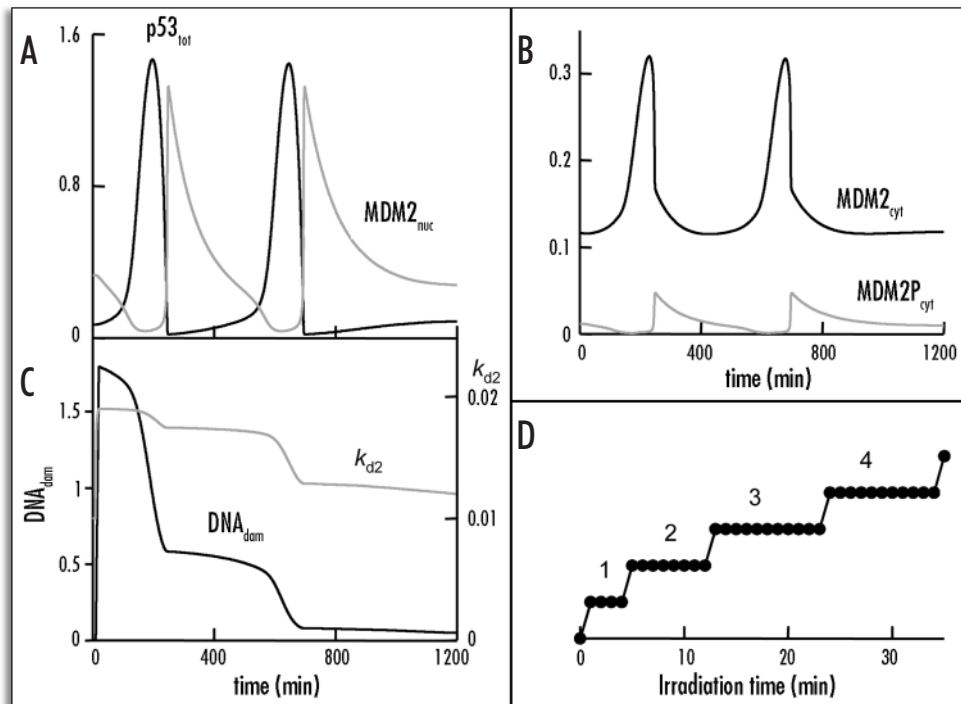 A
p53tot
1.6
0.8
0
MDM2nuc
B
0.3
0.2
0.1
0
MDM2cyt
MDM2Pcyt
0 400 800 1200
time (min)
C
kd2
1.5
1
0.5
0
0.02
0.01
0
DNAdam
kd2
DNAdam
0 400 800 1200
time (min)
D
1
2
3
4
0 10 20 30
Irradiation time (min)